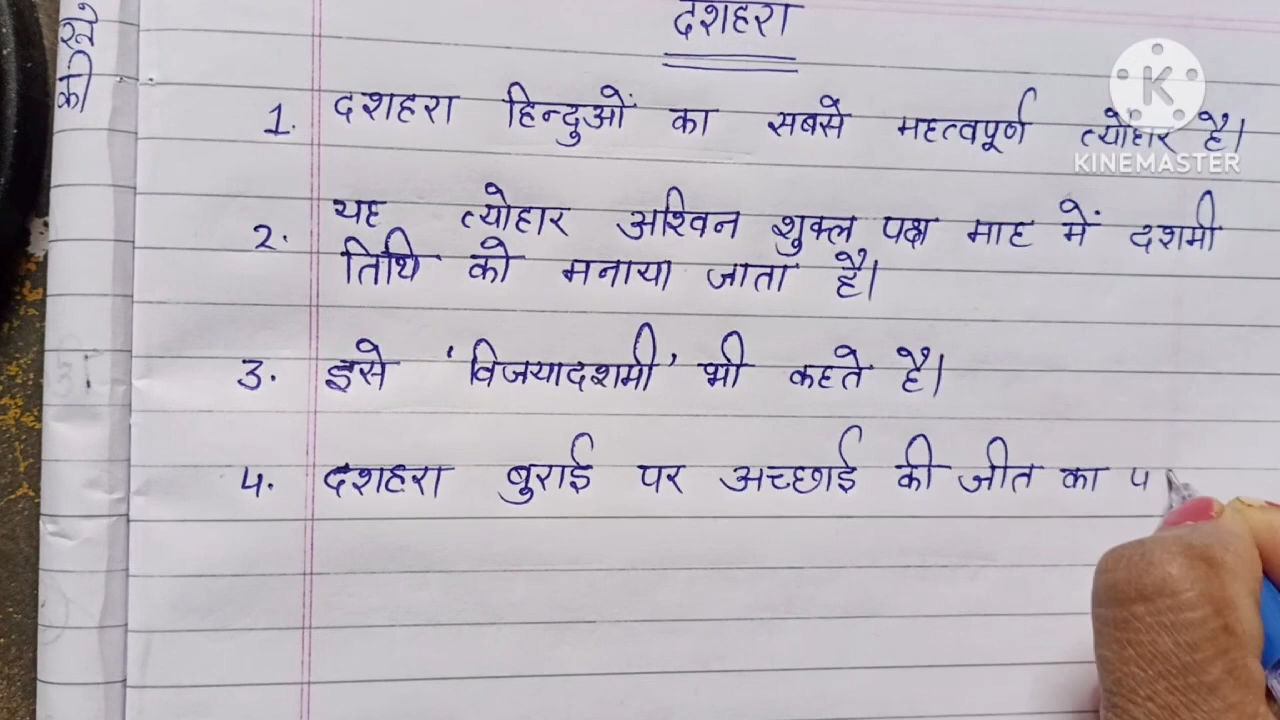 दशहरा
1. दशहरा हिन्दुओं का सबसे महत्वपूर्ण त्योहार है।
2. यह त्योहार अश्विन शुक्ल पक्ष माह में दशमी
तिथि को मनाया जाता है।
3. इसे 'विजयादशमी' भी कहते है।
4. दशहरा बुराई पर अच्छाई की जीत का प
K
KINEMASTER
की